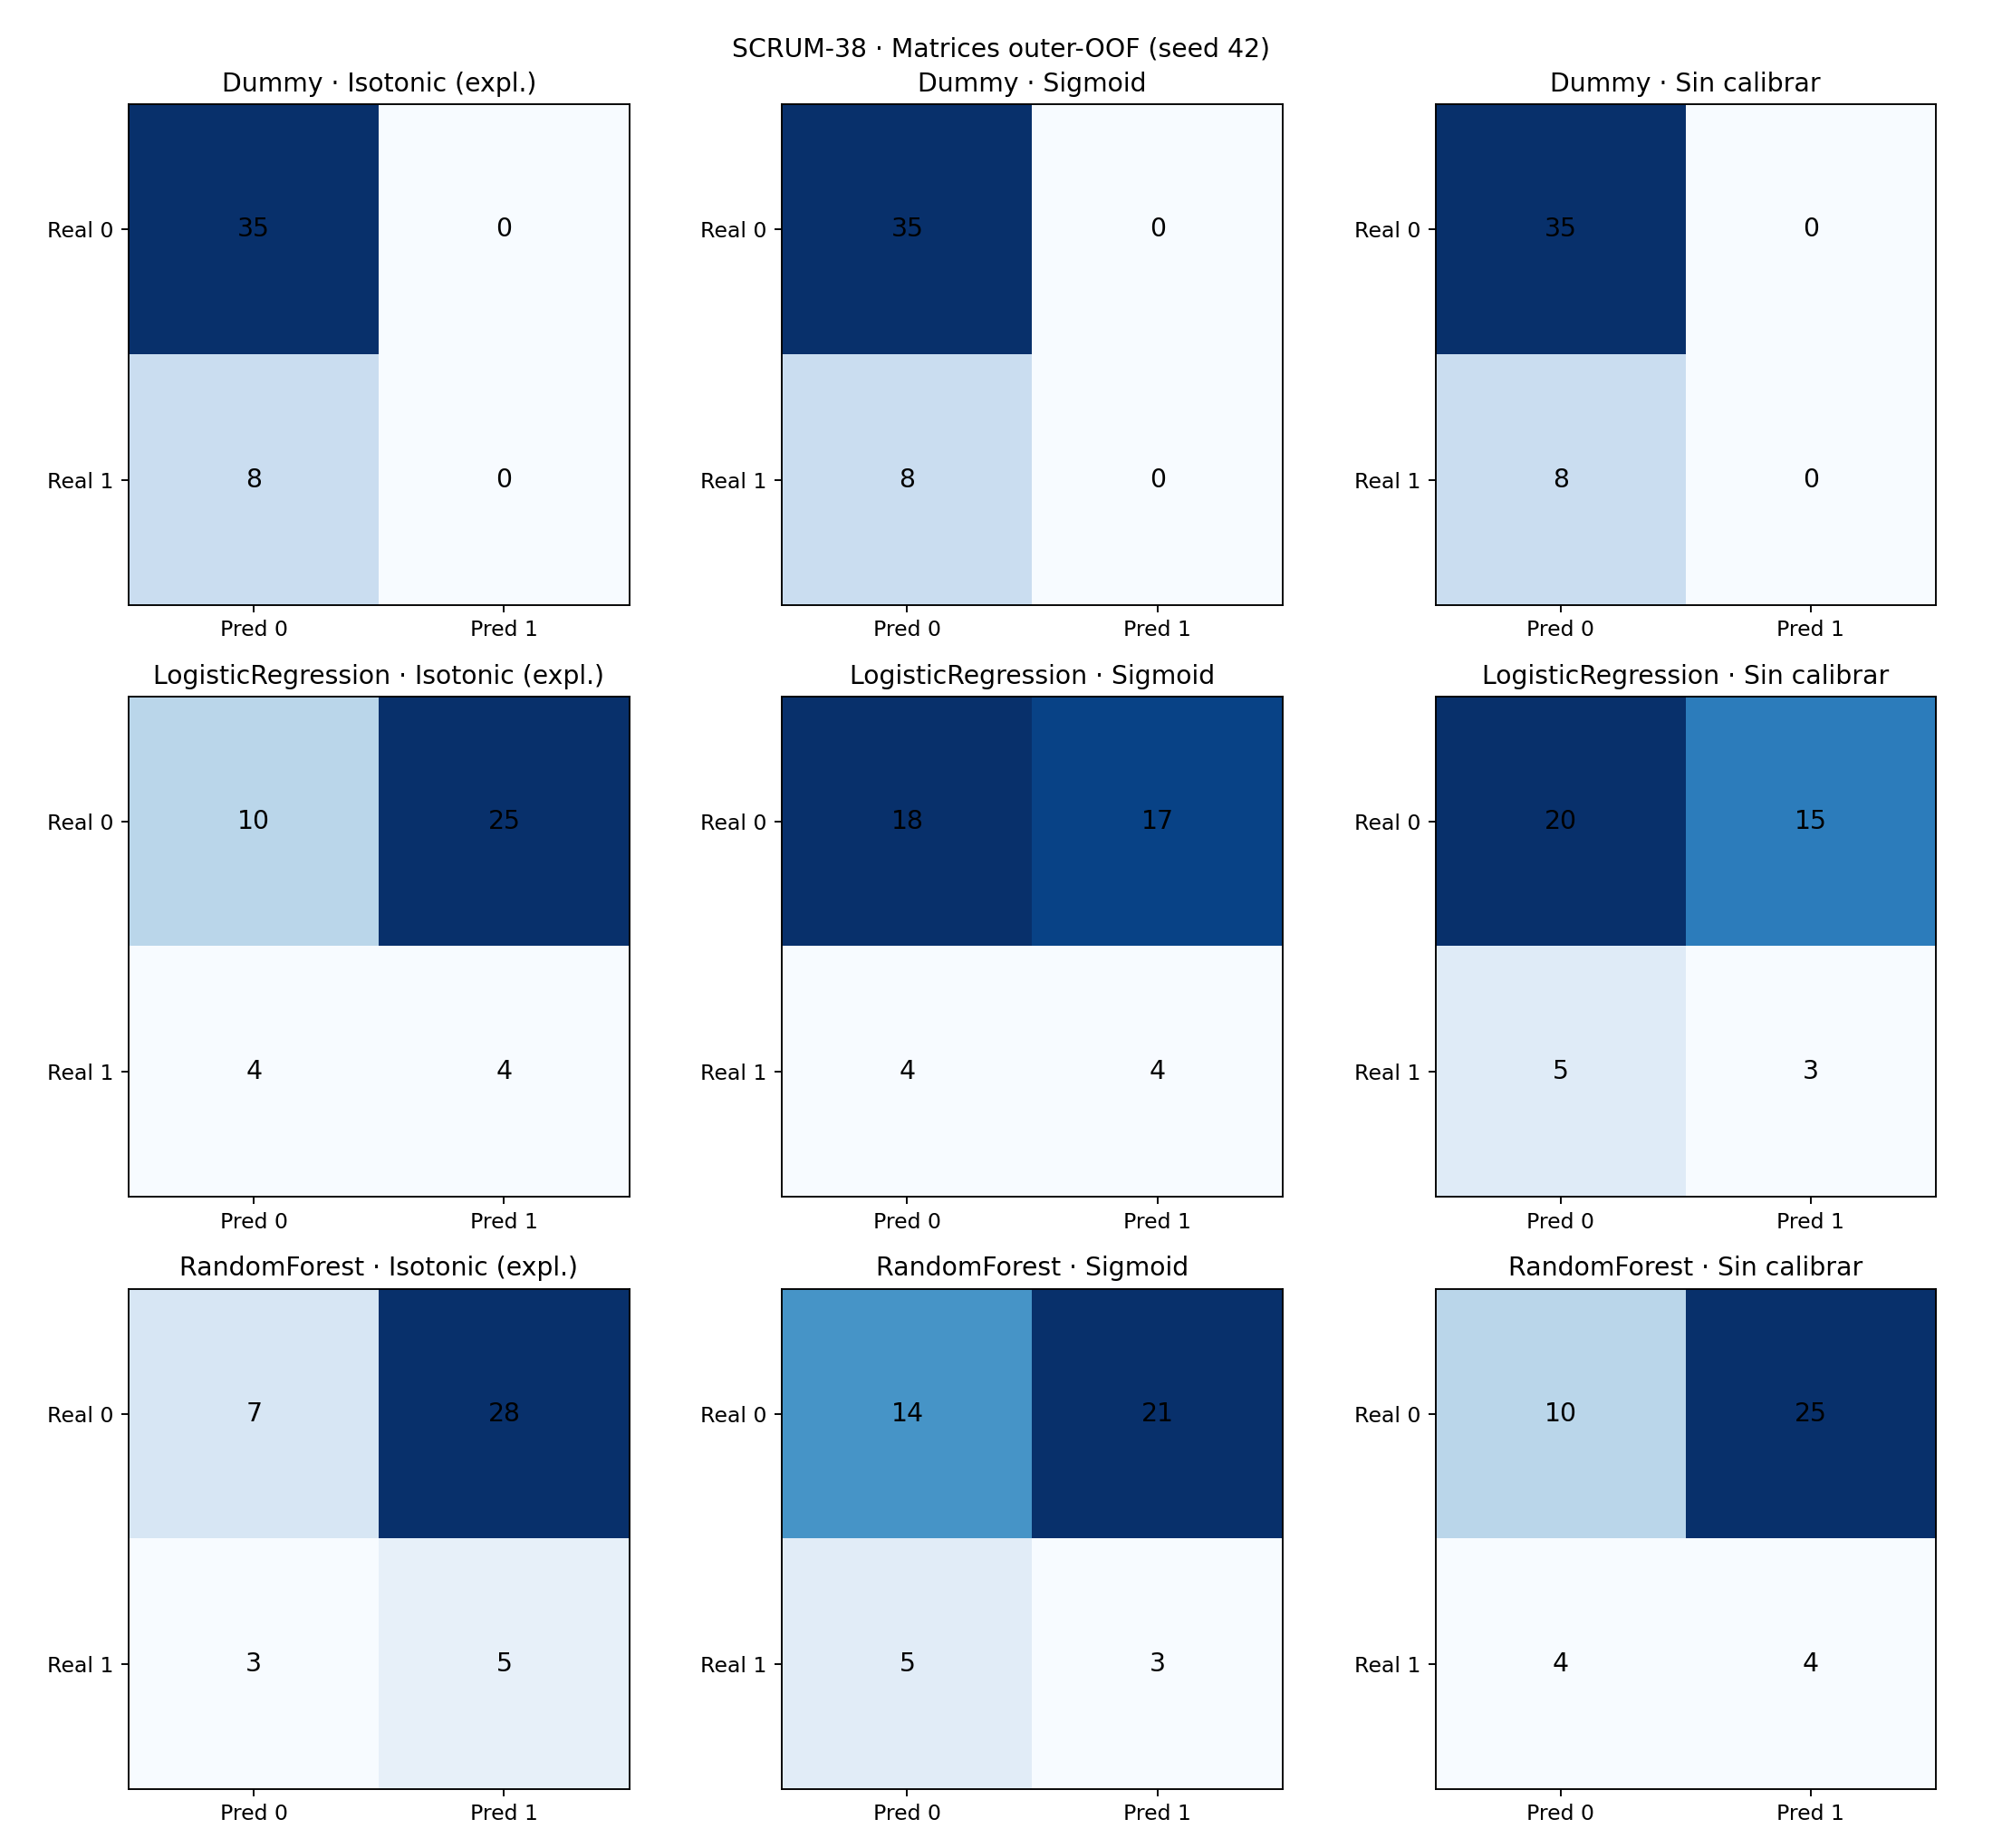 SCRUM-38 · Matrices outer-OOF (seed 42)
Dummy · Isotonic (expl.)
Real 0
35
0
Real 1
8
0
Pred 0
Pred 1
Dummy · Sigmoid
Real 0
35
0
Real 1
8
0
Pred 0
Pred 1
Dummy · Sin calibrar
Real 0
35
0
Real 1
8
0
Pred 0
Pred 1
LogisticRegression · Isotonic (expl.)
Real 0
10
25
Real 1
4
4
Pred 0
Pred 1
LogisticRegression · Sigmoid
Real 0
18
17
Real 1
4
4
Pred 0
Pred 1
LogisticRegression · Sin calibrar
Real 0
20
15
Real 1
5
3
Pred 0
Pred 1
RandomForest · Isotonic (expl.)
Real 0
7
28
Real 1
3
5
Pred 0
Pred 1
RandomForest · Sigmoid
Real 0
14
21
Real 1
5
3
Pred 0
Pred 1
RandomForest · Sin calibrar
Real 0
10
25
Real 1
4
4
Pred 0
Pred 1